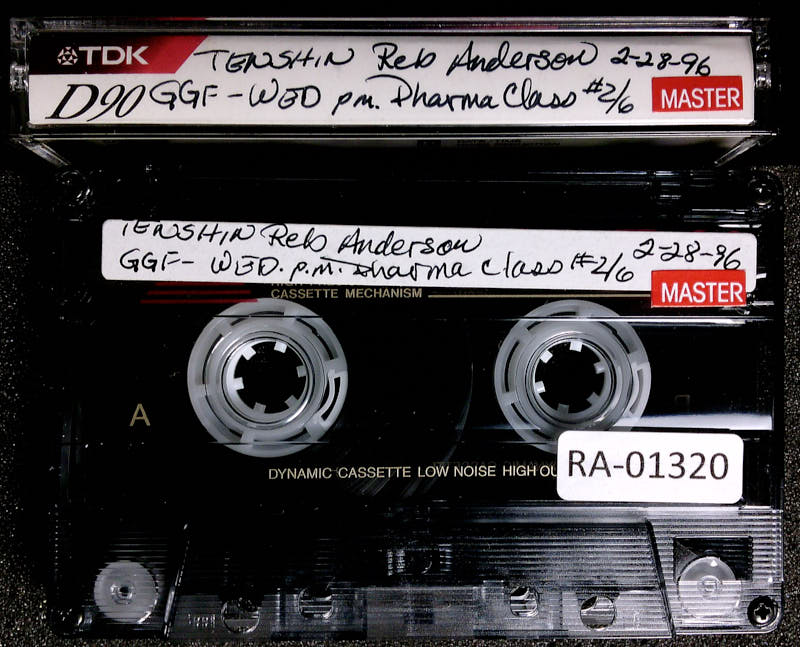 TDK TENSHIN Reb Anderson 2-28-96
D90 GGF - WED pm. Dharma Class #2/6 MASTER
TENSHIN Reb Anderson
GGF - WED. p.m. Dharma Class #2/6 2-28-96
MASTER
CASSETTE MECHANISM
A
DYNAMIC CASSETTE LOW NOISE HIGH
RA-01320